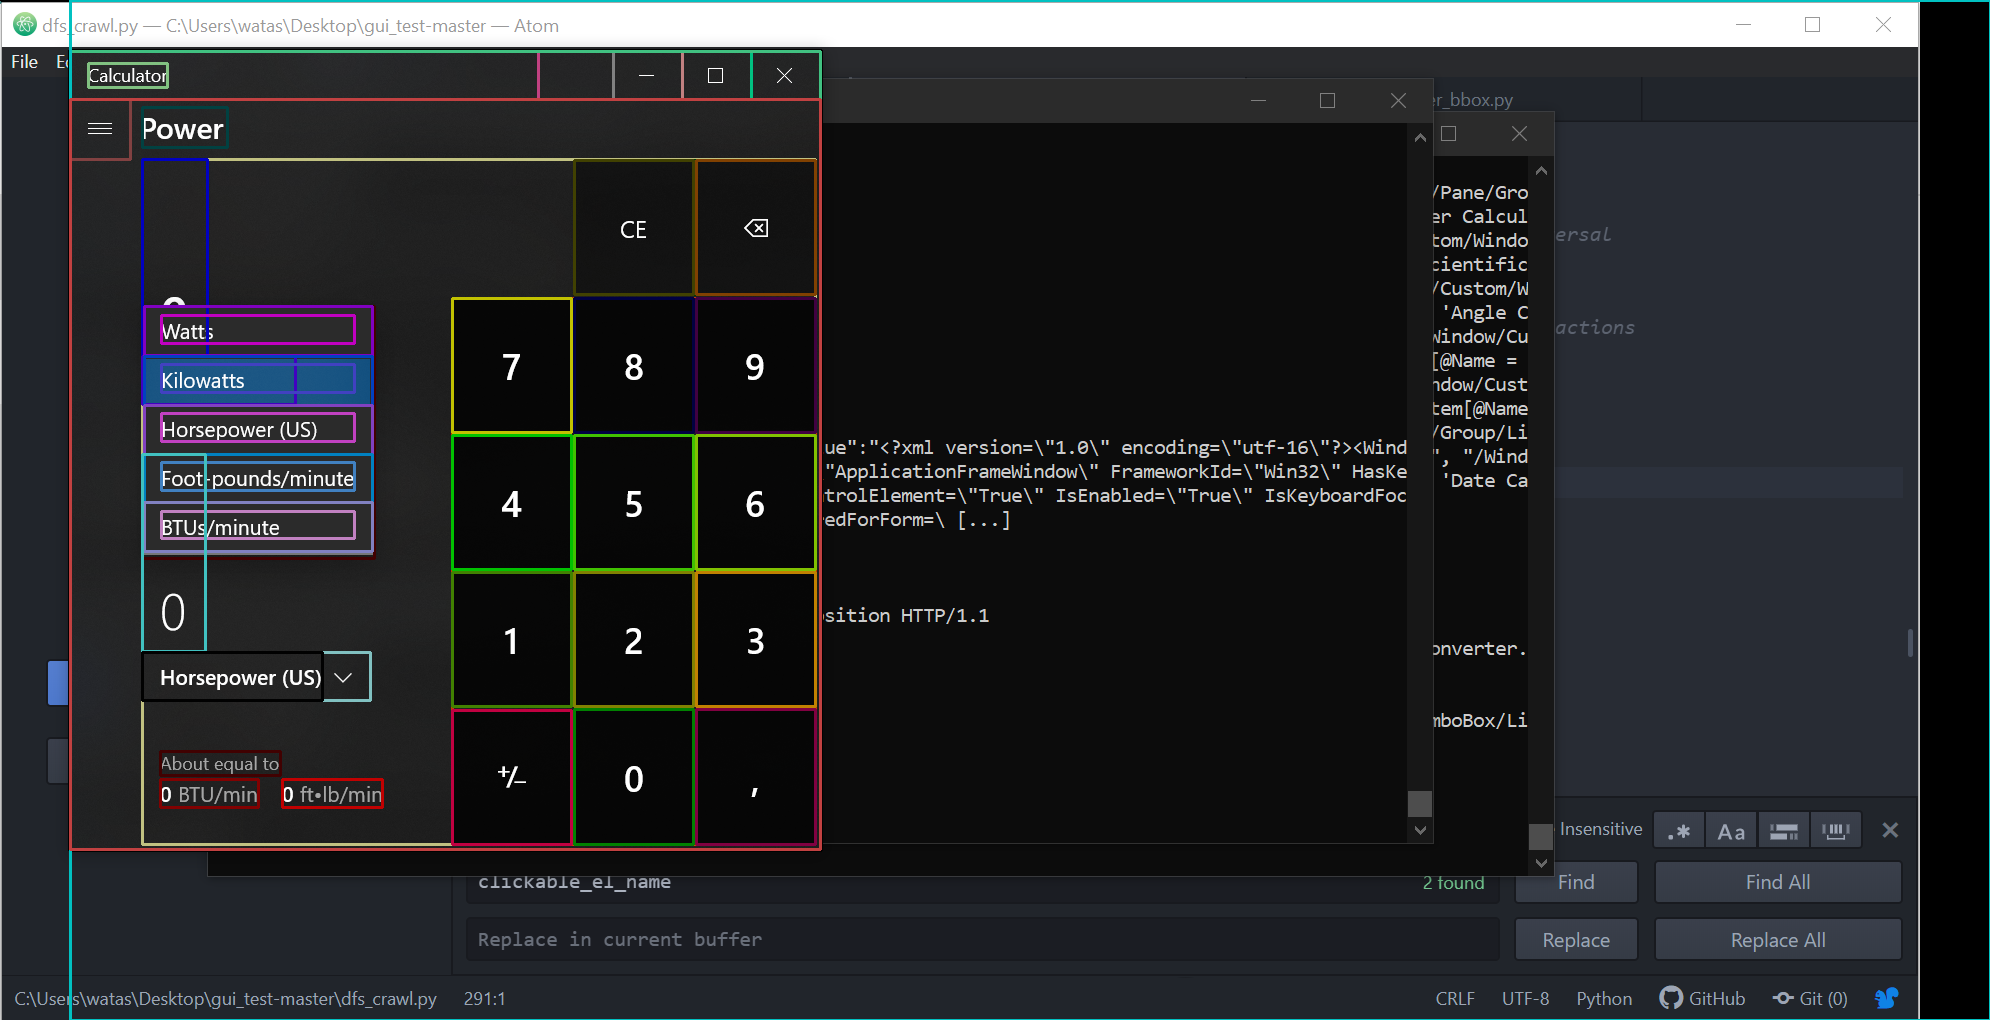 dfs_crawl.py — C:\Users\watas\Desktop\gui_test-master — Atom
File
Calculator
Power
CE
Watts
Kilowatts
Horsepower (US)
Foot-pounds/minute
BTUs/minute
0
Horsepower (US)
About equal to
0 BTU/min 0 ft•lb/min
7 8 9
4 5 6
1 2 3
⁺⁄₋ 0 ,
er_bbox.py
ue":"<?xml version=\"1.0\" encoding=\"utf-16\"?><Wind
"ApplicationFrameWindow\" FrameworkId=\"Win32\" HasKe
ntrolElement=\"True\" IsEnabled=\"True\" IsKeyboardFoc
redForForm=\ [...]
sition HTTP/1.1
/Pane/Gro
er Calcul
tom/Windo
cientific
/Custom/W
'Angle C
Window/Cu
[@Name =
ndow/Cust
tem[@Name
/Group/Li
", "/Wind
'Date Ca
onverter.
mboBox/Li
ersal
actions
Insensitive
.* Aa
clickable_el_name
2 found
Find
Find All
Replace in current buffer
Replace
Replace All
C:\Users\watas\Desktop\gui_test-master\dfs_crawl.py 291:1
CRLF UTF-8 Python GitHub Git (0)